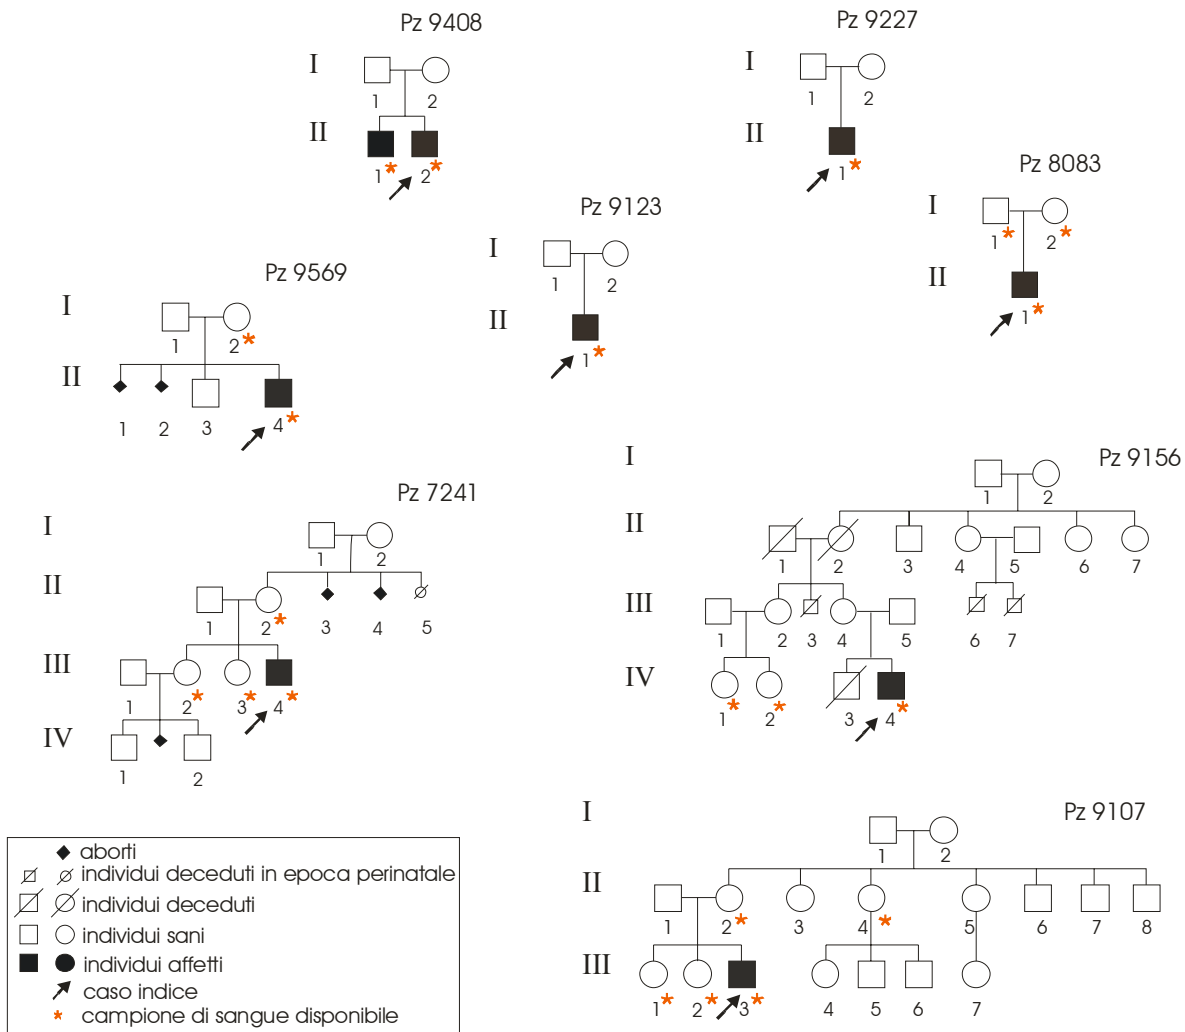 Pz 9408
I
1 2
II
1* 2*
Pz 9227
I
1 2
II
1*
Pz 8083
I
1* 2*
II
1*
Pz 9123
I
1 2
II
1*
Pz 9569
I
1 2*
II
1 2 3 4*
Pz 7241
I
1 2
II
1 2* 3 4 5
III
1 2* 3* 4*
IV
1 2
Pz 9156
I
1 2
II
1 2 3 4 5 6 7
III
1 2 3 4 5 6 7
IV
1* 2* 3 4*
Pz 9107
I
1 2
II
1 2* 3 4* 5 6 7 8
III
1* 2* 3* 4 5 6 7
aborti
individui deceduti in epoca perinatale
individui deceduti
individui sani
individui affetti
caso indice
* campione di sangue disponibile